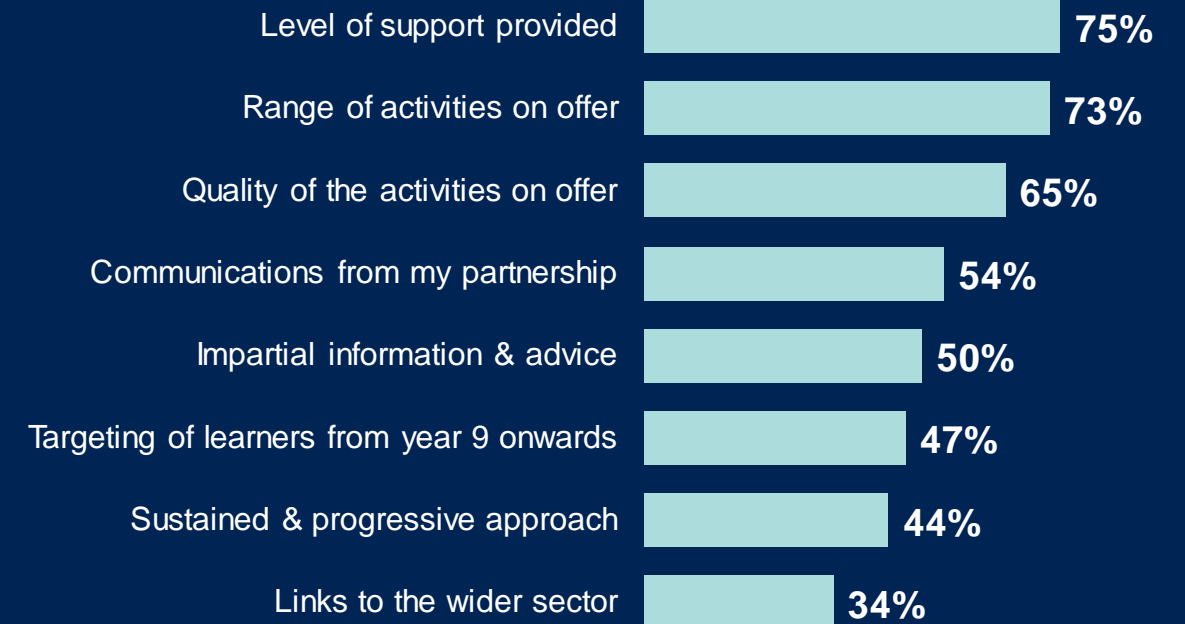 Level of support provided 75%
Range of activities on offer 73%
Quality of the activities on offer 65%
Communications from my partnership 54%
Impartial information & advice 50%
Targeting of learners from year 9 onwards 47%
Sustained & progressive approach 44%
Links to the wider sector 34%